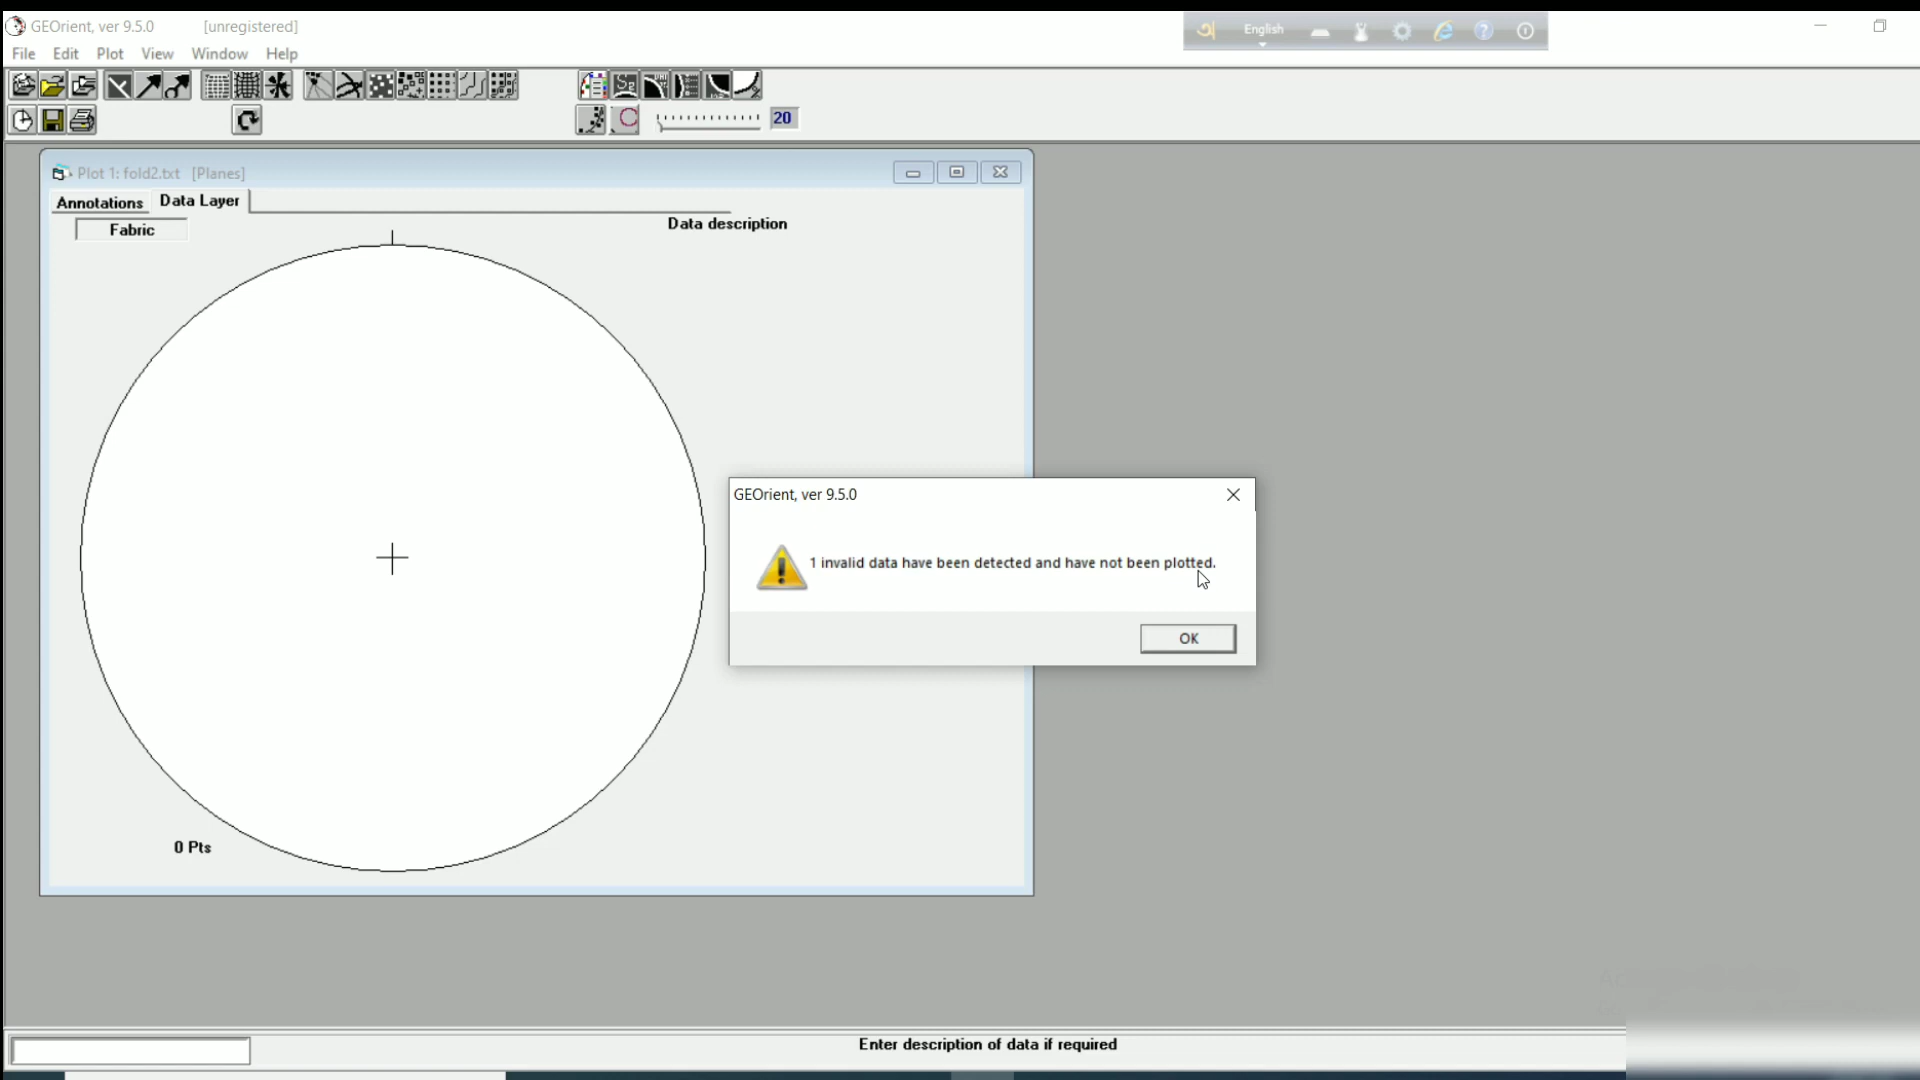 GEOrient, ver 9.5.0 [unregistered]
English
File Edit Plot View Window Help
20
Plot 1: fold2.txt [Planes]
Annotations Data Layer
Fabric
Data description
GEOrient, ver 9.5.0
1 invalid data have been detected and have not been plotted.
OK
0 Pts
Enter description of data if required